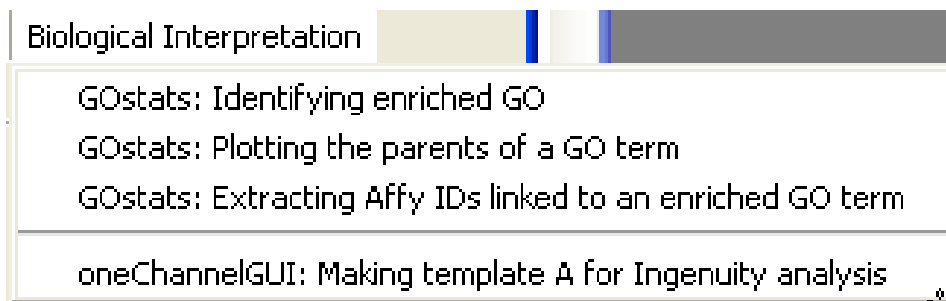 Biological Interpretation
GOstats: Identifying enriched GO
GOstats: Plotting the parents of a GO term
GOstats: Extracting Affy IDs linked to an enriched GO term
oneChannelGUI: Making template A for Ingenuity analysis